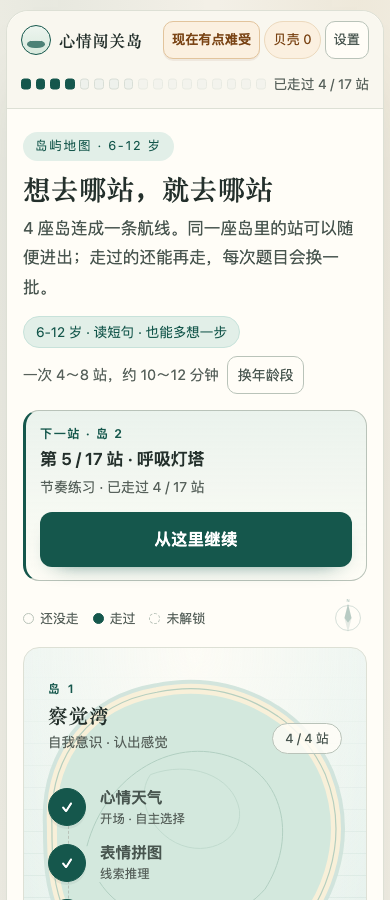 心情闯关岛
现在有点难受
贝壳 0
设置
已走过 4 / 17 站
岛屿地图 · 6-12 岁
想去哪站，就去哪站
4 座岛连成一条航线。同一座岛里的站可以随
便进出；走过的还能再走，每次题目会换一
批。
6-12 岁 · 读短句 · 也能多想一步
一次 4～8 站，约 10～12 分钟
换年龄段
下一站 · 岛 2
第 5 / 17 站 · 呼吸灯塔
节奏练习 · 已走过 4 / 17 站
从这里继续
还没走
走过
未解锁
岛 1
察觉湾
自我意识 · 认出感觉
4 / 4 站
心情天气
开场 · 自主选择
表情拼图
线索推理